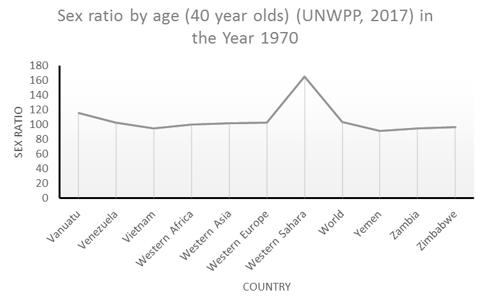 Sex ratio by age (40 year olds) (UNWPP, 2017) in
the Year 1970
180
160
140
120
100
80
60
40
20
0
SEX RATIO
Vanuatu
Venezuela
Vietnam
Western Africa
Western Asia
Western Europe
Western Sahara
World
Yemen
Zambia
Zimbabwe
COUNTRY